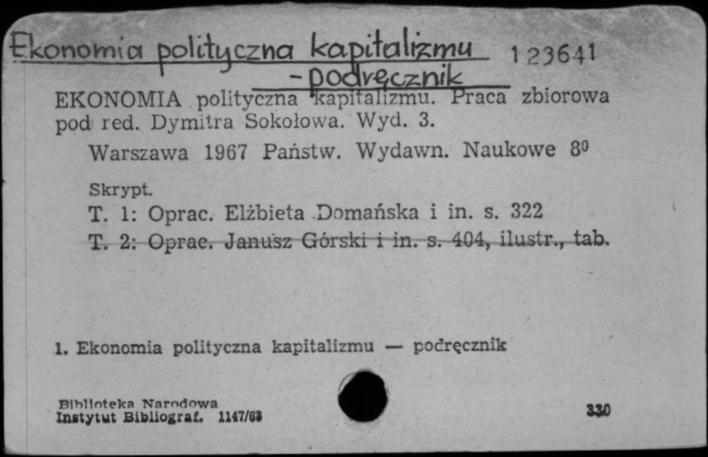 Ekonomia polityczna kapitalizmu 123641
- podręcznik
EKONOMIA polityczna kapitalizmu. Praca zbiorowa
pod red. Dymitra Sokołowa. Wyd. 3.
Warszawa 1967 Państw. Wydawn. Naukowe 8º
Skrypt.
T. 1: Oprac. Elżbieta Domańska i in. s. 322
T. 2: Oprac. Janusz Górski i in. s. 404, ilustr., tab.
1. Ekonomia polityczna kapitalizmu — podręcznik
Biblioteka Narodowa
Instytut Bibliograf. 1147/68
330